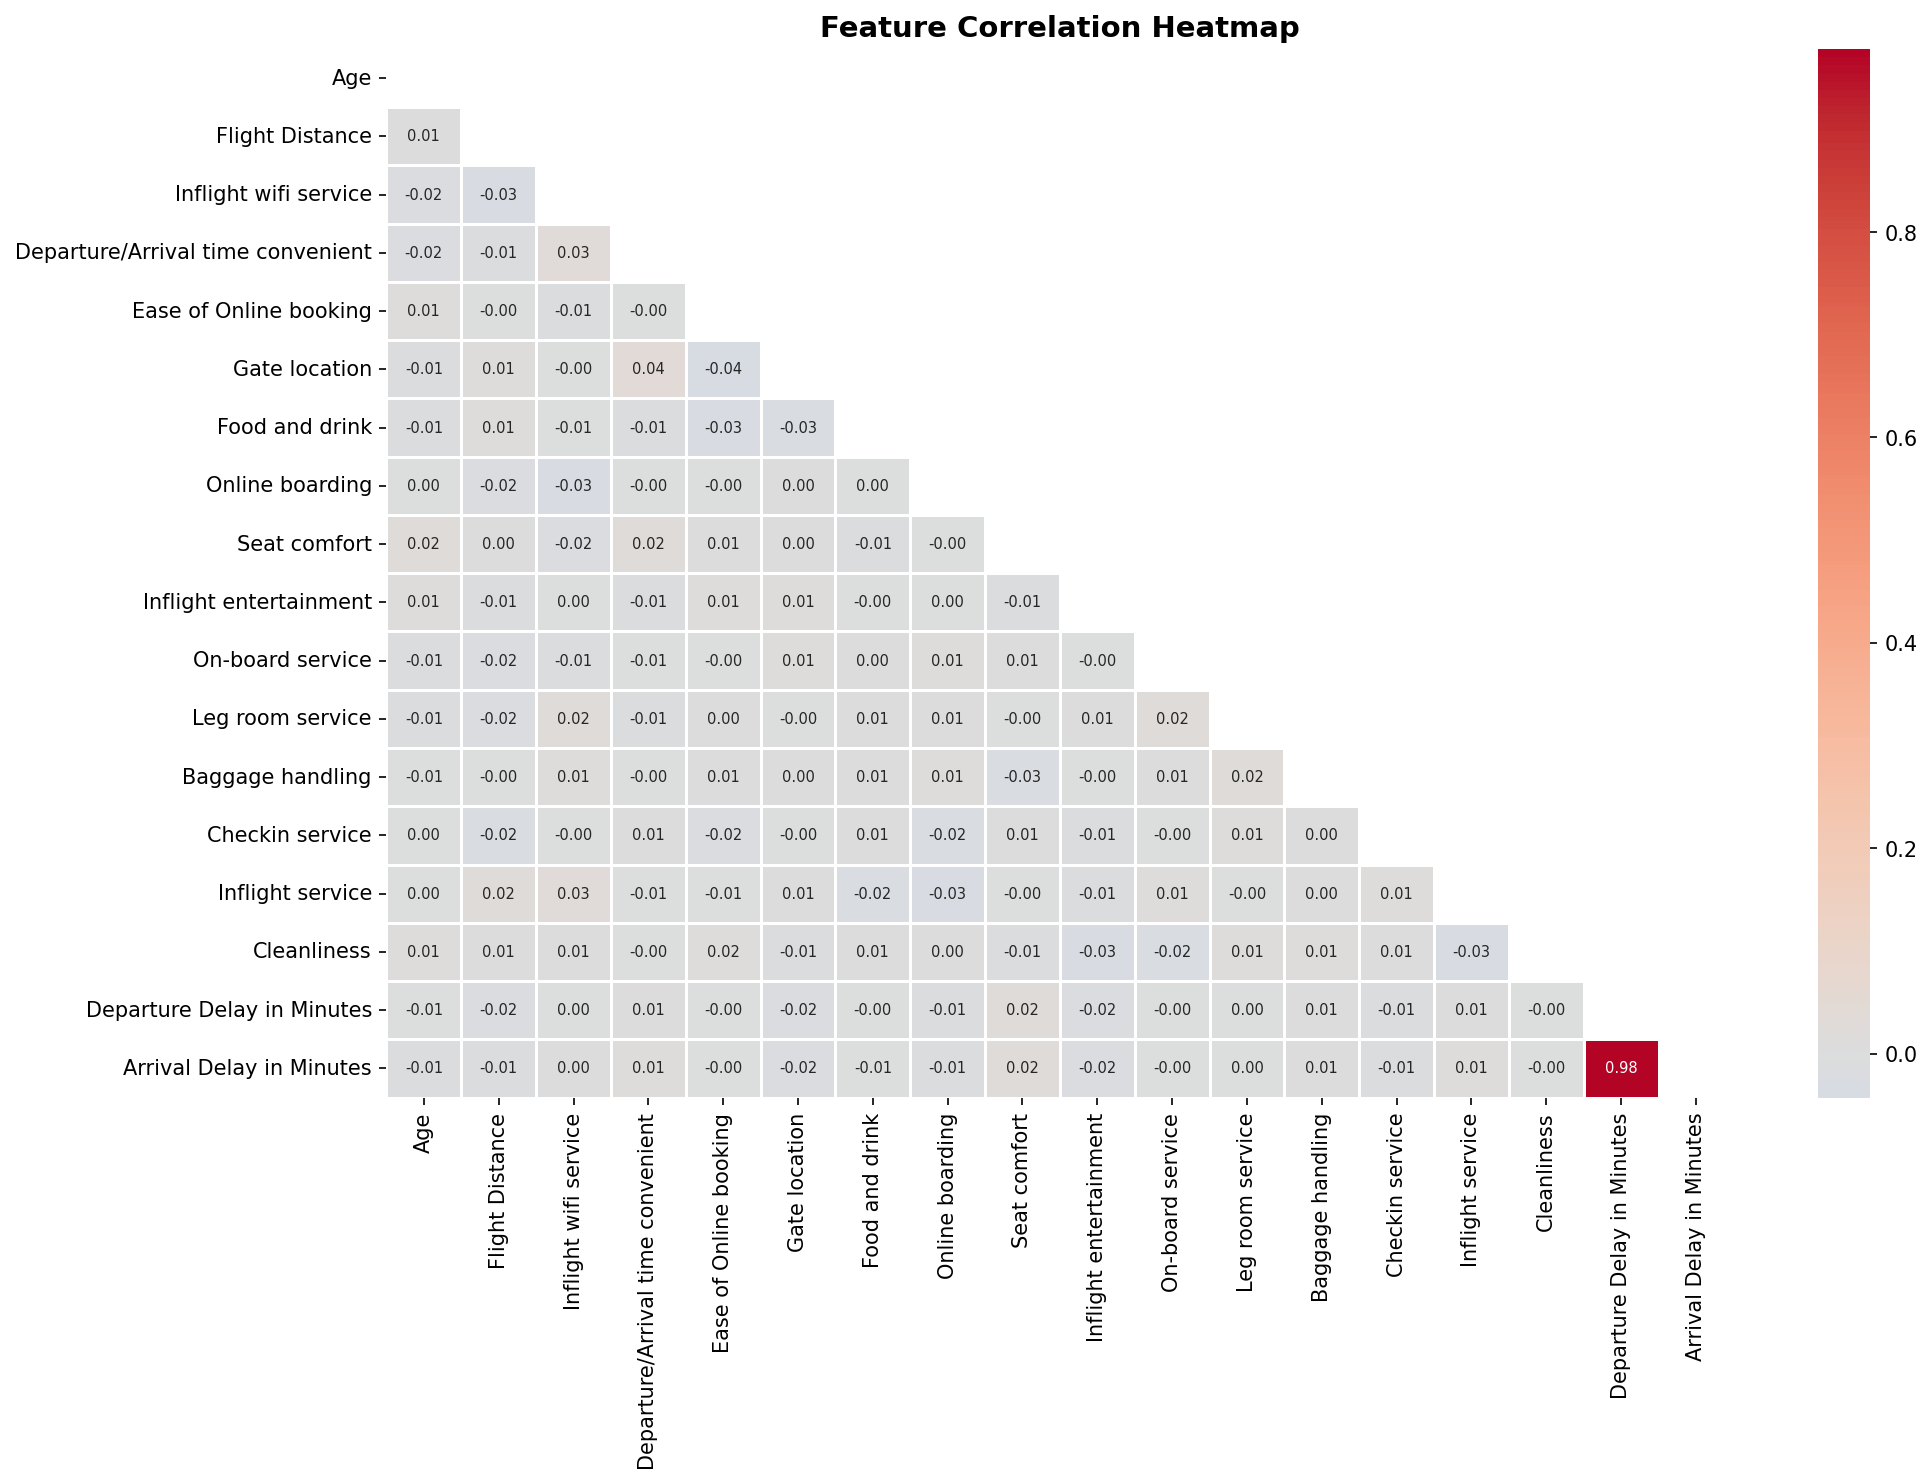 Feature Correlation Heatmap
Age
Flight Distance 0.01
Inflight wifi service -0.02 -0.03
Departure/Arrival time convenient -0.02 -0.01 0.03
Ease of Online booking 0.01 -0.00 -0.01 -0.00
Gate location -0.01 0.01 -0.00 0.04 -0.04
Food and drink -0.01 0.01 -0.01 -0.01 -0.03 -0.03
Online boarding 0.00 -0.02 -0.03 -0.00 -0.00 0.00 0.00
Seat comfort 0.02 0.00 -0.02 0.02 0.01 0.00 -0.01 -0.00
Inflight entertainment 0.01 -0.01 0.00 -0.01 0.01 0.01 -0.00 0.00 -0.01
On-board service -0.01 -0.02 -0.01 -0.01 -0.00 0.01 0.00 0.01 0.01 -0.00
Leg room service -0.01 -0.02 0.02 -0.01 0.00 -0.00 0.01 0.01 -0.00 0.01 0.02
Baggage handling -0.01 -0.00 0.01 -0.00 0.01 0.00 0.01 0.01 -0.03 -0.00 0.01 0.02
Checkin service 0.00 -0.02 -0.00 0.01 -0.02 -0.00 0.01 -0.02 0.01 -0.01 -0.00 0.01 0.00
Inflight service 0.00 0.02 0.03 -0.01 -0.01 0.01 -0.02 -0.03 -0.00 -0.01 0.01 -0.00 0.00 0.01
Cleanliness 0.01 0.01 0.01 -0.00 0.02 -0.01 0.01 0.00 -0.01 -0.03 -0.02 0.01 0.01 0.01 -0.03
Departure Delay in Minutes -0.01 -0.02 0.00 0.01 -0.00 -0.02 -0.00 -0.01 0.02 -0.02 -0.00 0.00 0.01 -0.01 0.01 -0.00
Arrival Delay in Minutes -0.01 -0.01 0.00 0.01 -0.00 -0.02 -0.01 -0.01 0.02 -0.02 -0.00 0.00 0.01 -0.01 0.01 -0.00 0.98
Age
Flight Distance
Inflight wifi service
Departure/Arrival time convenient
Ease of Online booking
Gate location
Food and drink
Online boarding
Seat comfort
Inflight entertainment
On-board service
Leg room service
Baggage handling
Checkin service
Inflight service
Cleanliness
Departure Delay in Minutes
Arrival Delay in Minutes
0.8
0.6
0.4
0.2
0.0